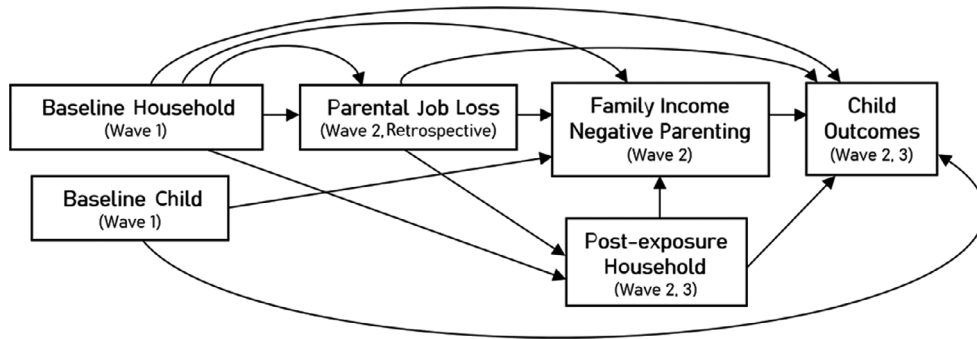 Baseline Household
(Wave 1)
Parental Job Loss
(Wave 2, Retrospective)
Family Income
Negative Parenting
(Wave 2)
Child
Outcomes
(Wave 2, 3)
Baseline Child
(Wave 1)
Post-exposure
Household
(Wave 2, 3)